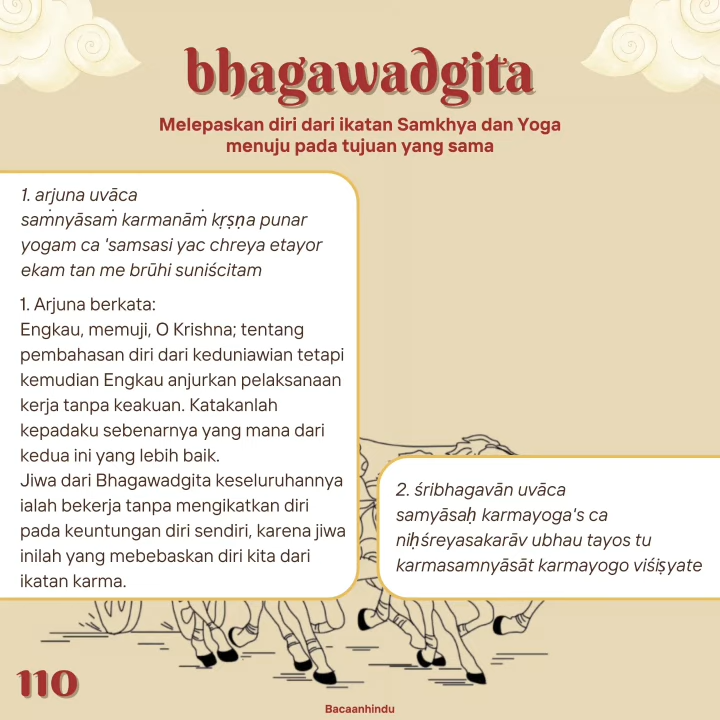 bhagawadgita
Melepaskan diri dari ikatan Samkhya dan Yoga
menuju pada tujuan yang sama
1. arjuna uvāca
saṁnyāsaṁ karmanāṁ kṛṣṇa punar
yogam ca 'samsasi yac chreya etayor
ekam tan me brūhi suniścitam
1. Arjuna berkata:
Engkau, memuji, O Krishna; tentang
pembahasan diri dari keduniawian tetapi
kemudian Engkau anjurkan pelaksanaan
kerja tanpa keakuan. Katakanlah
kepadaku sebenarnya yang mana dari
kedua ini yang lebih baik.
Jiwa dari Bhagawadgita keseluruhannya
ialah bekerja tanpa mengikatkan diri
pada keuntungan diri sendiri, karena jiwa
inilah yang mebebaskan diri kita dari
ikatan karma.
2. śribhagavān uvāca
samyāsaḥ karmayoga's ca
niḥśreyasakarāv ubhau tayos tu
karmasamnyāsāt karmayogo viśiṣyate
110
Bacaanhindu